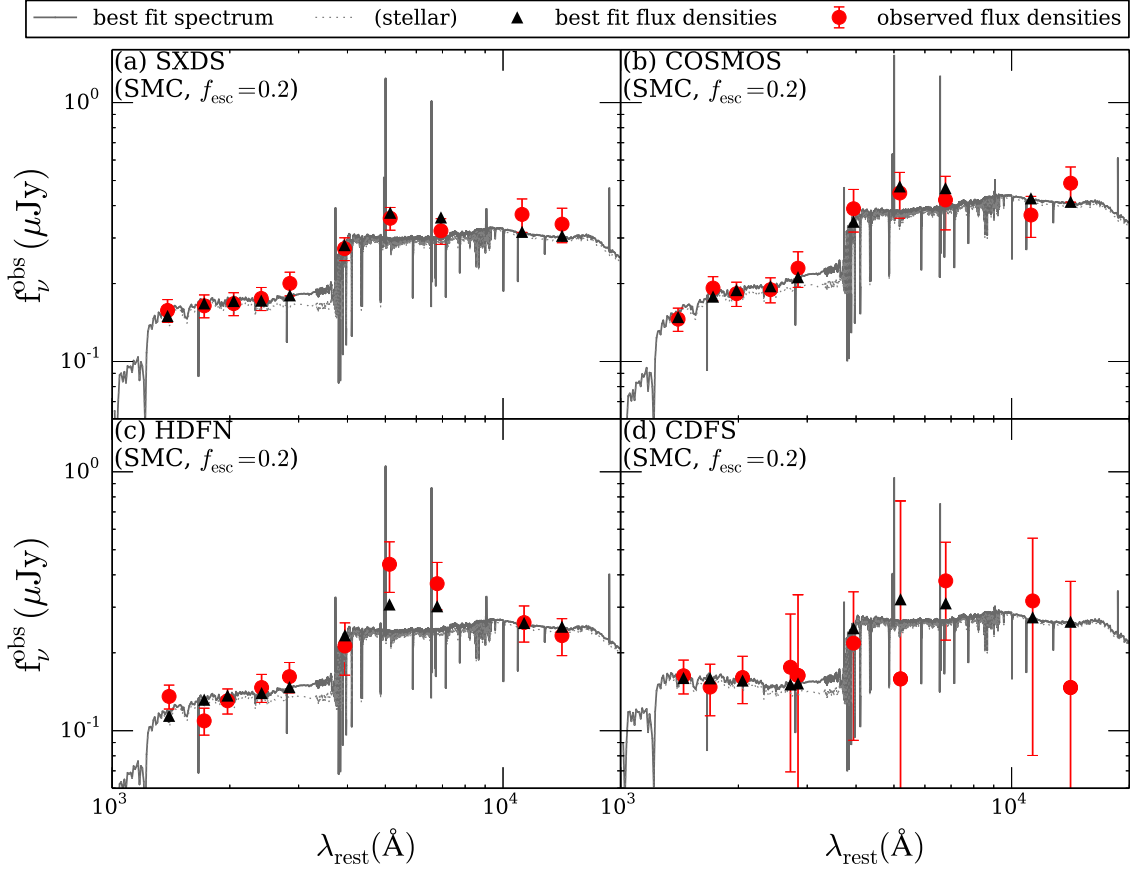 best fit spectrum (stellar) best fit flux densities observed flux densities
(a) SXDS
(SMC, f_esc=0.2)
(b) COSMOS
(SMC, f_esc=0.2)
10^0
10^-1
f_ν^obs (μJy)
(c) HDFN
(SMC, f_esc=0.2)
(d) CDFS
(SMC, f_esc=0.2)
10^0
10^-1
f_ν^obs (μJy)
10^3 10^4 10^3 10^4
λ_rest(Å) λ_rest(Å)